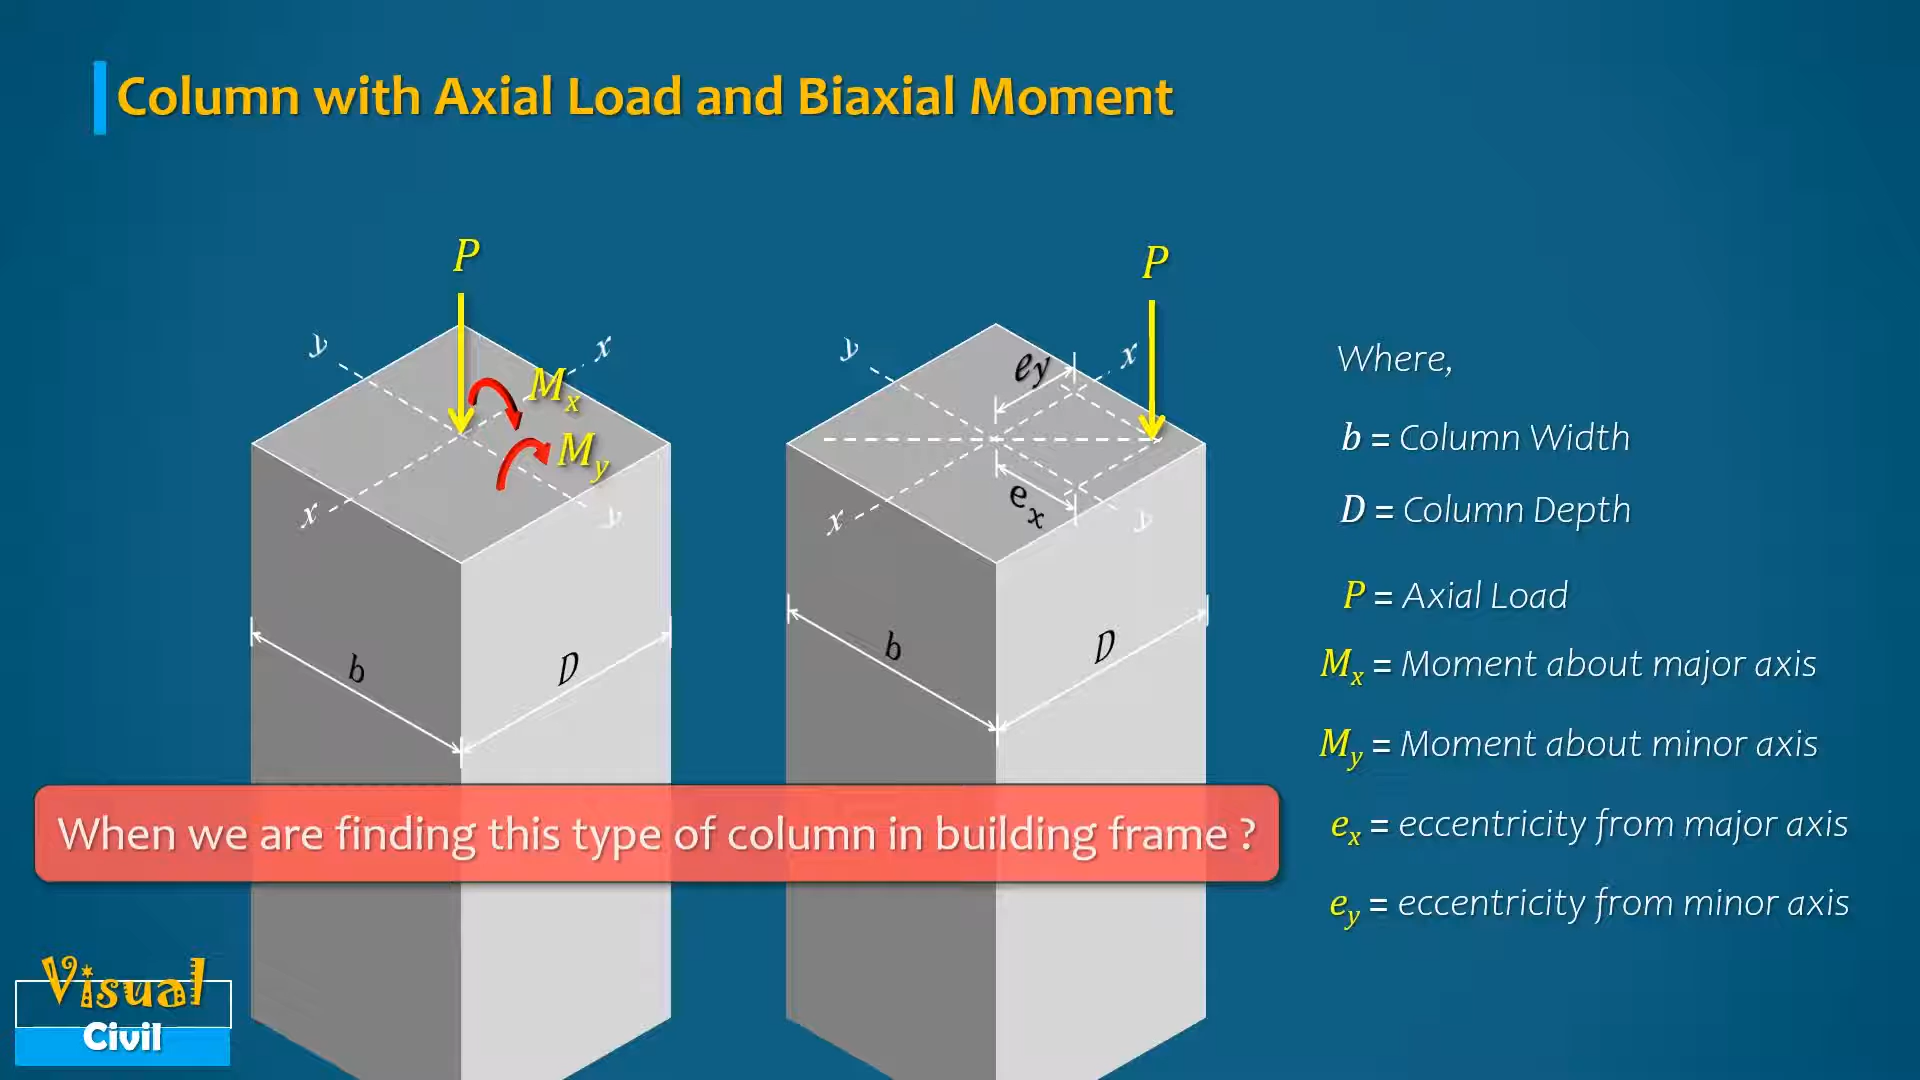 Column with Axial Load and Biaxial Moment
P
y
x
Mx
My
x
y
b
D
P
y
ey
x
ex
x
y
b
D
Where,
b = Column Width
D = Column Depth
P = Axial Load
Mx = Moment about major axis
My = Moment about minor axis
ex = eccentricity from major axis
ey = eccentricity from minor axis
When we are finding this type of column in building frame ?
Visual
Civil